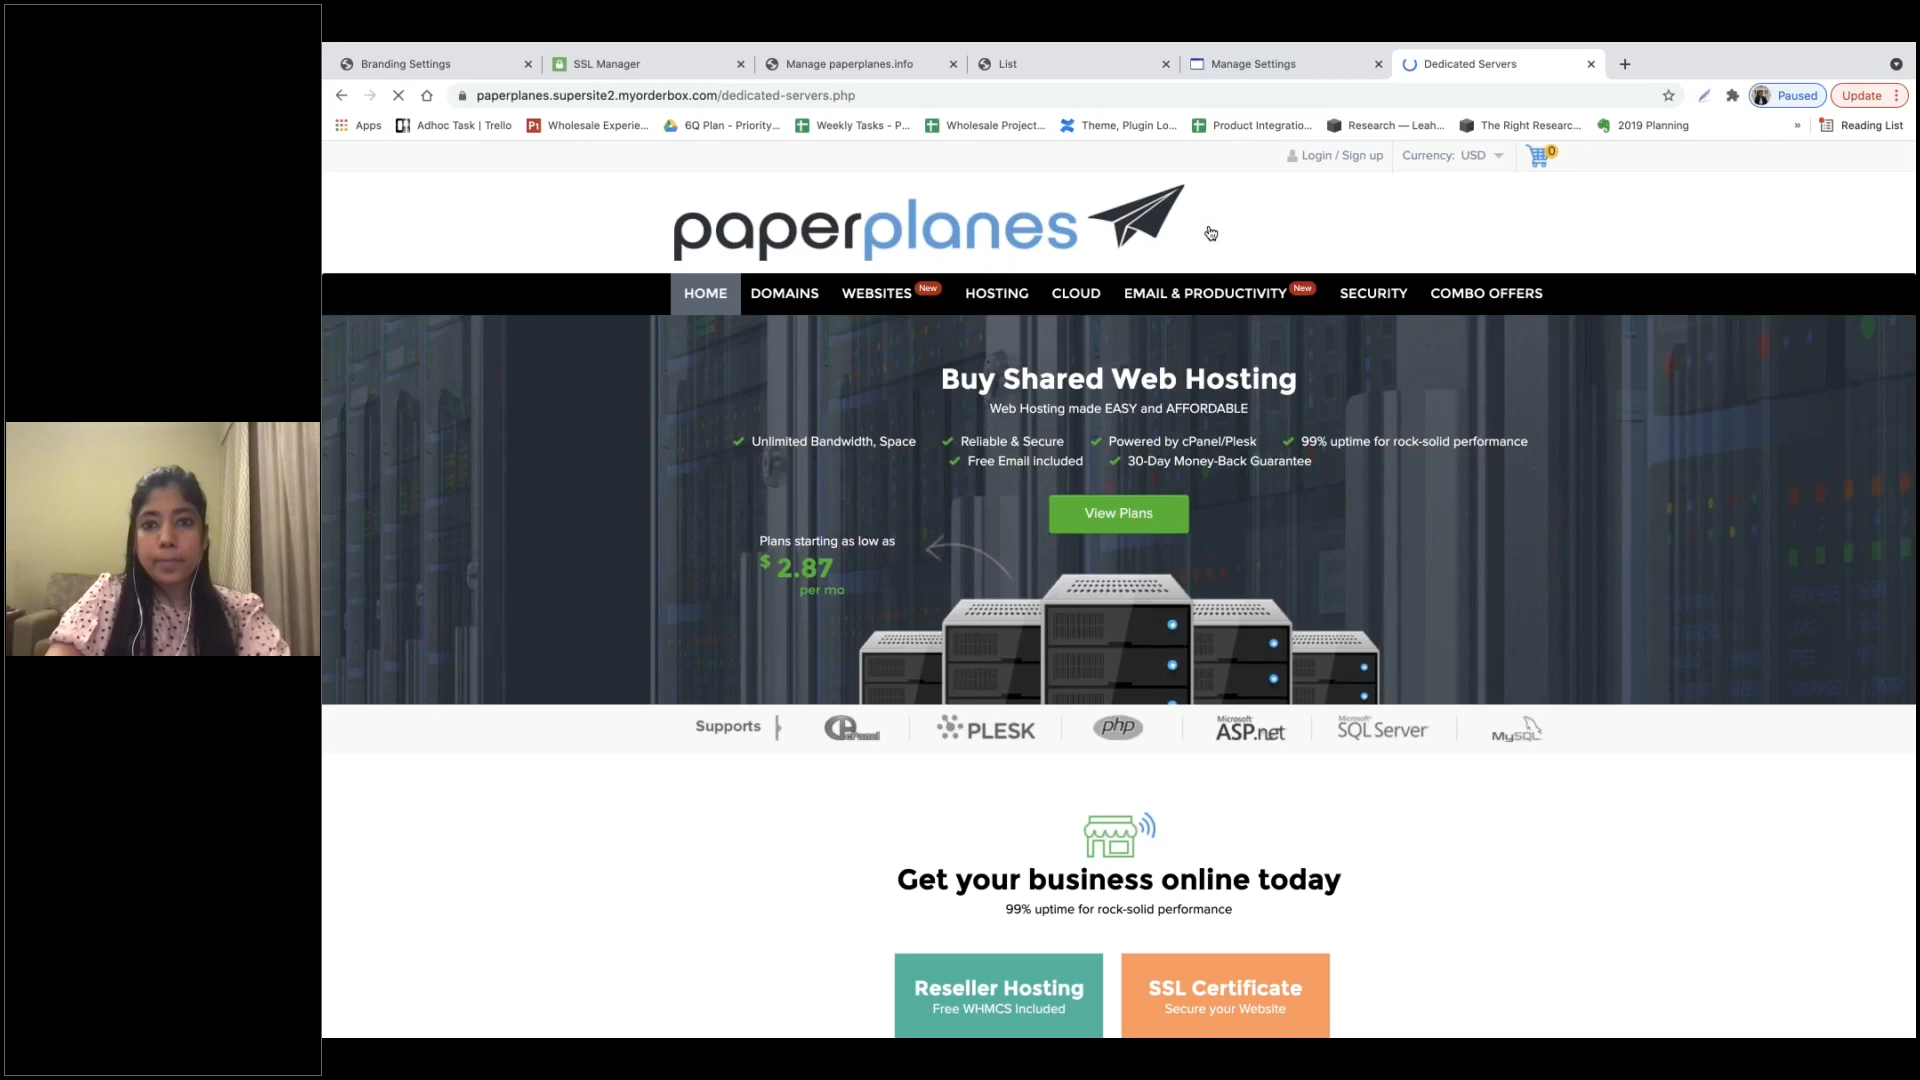 Branding Settings
SSL Manager
Manage paperplanes.info
List
Manage Settings
Dedicated Servers
paperplanes.supersite2.myorderbox.com/dedicated-servers.php
Paused
Update
Apps
Adhoc Task | Trello
Wholesale Experie...
6Q Plan - Priority...
Weekly Tasks - P...
Wholesale Project...
Theme, Plugin Lo...
Product Integratio...
Research — Leah...
The Right Researc...
2019 Planning
»
Reading List
Login / Sign up
Currency: USD
0
paperplanes
HOME
DOMAINS
WEBSITES New
HOSTING
CLOUD
EMAIL & PRODUCTIVITY New
SECURITY
COMBO OFFERS
Buy Shared Web Hosting
Web Hosting made EASY and AFFORDABLE
Unlimited Bandwidth, Space
Reliable & Secure
Powered by cPanel/Plesk
99% uptime for rock-solid performance
Free Email included
30-Day Money-Back Guarantee
View Plans
Plans starting as low as
$ 2.87
per mo
Supports
cPanel
PLESK
php
Microsoft
ASP.net
Microsoft
SQL Server
MySQL
Get your business online today
99% uptime for rock-solid performance
Reseller Hosting
Free WHMCS Included
SSL Certificate
Secure your Website